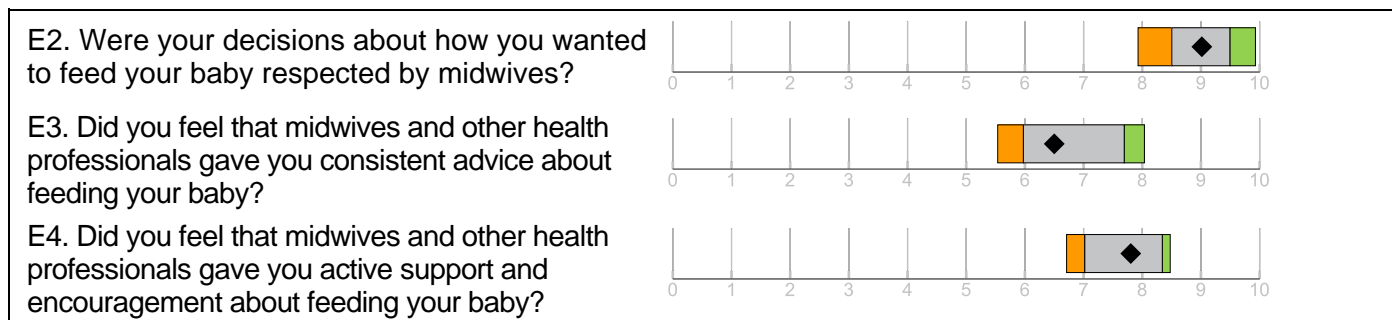 E2. Were your decisions about how you wanted
to feed your baby respected by midwives?
0 1 2 3 4 5 6 7 8 9 10
E3. Did you feel that midwives and other health
professionals gave you consistent advice about
feeding your baby?
0 1 2 3 4 5 6 7 8 9 10
E4. Did you feel that midwives and other health
professionals gave you active support and
encouragement about feeding your baby?
0 1 2 3 4 5 6 7 8 9 10